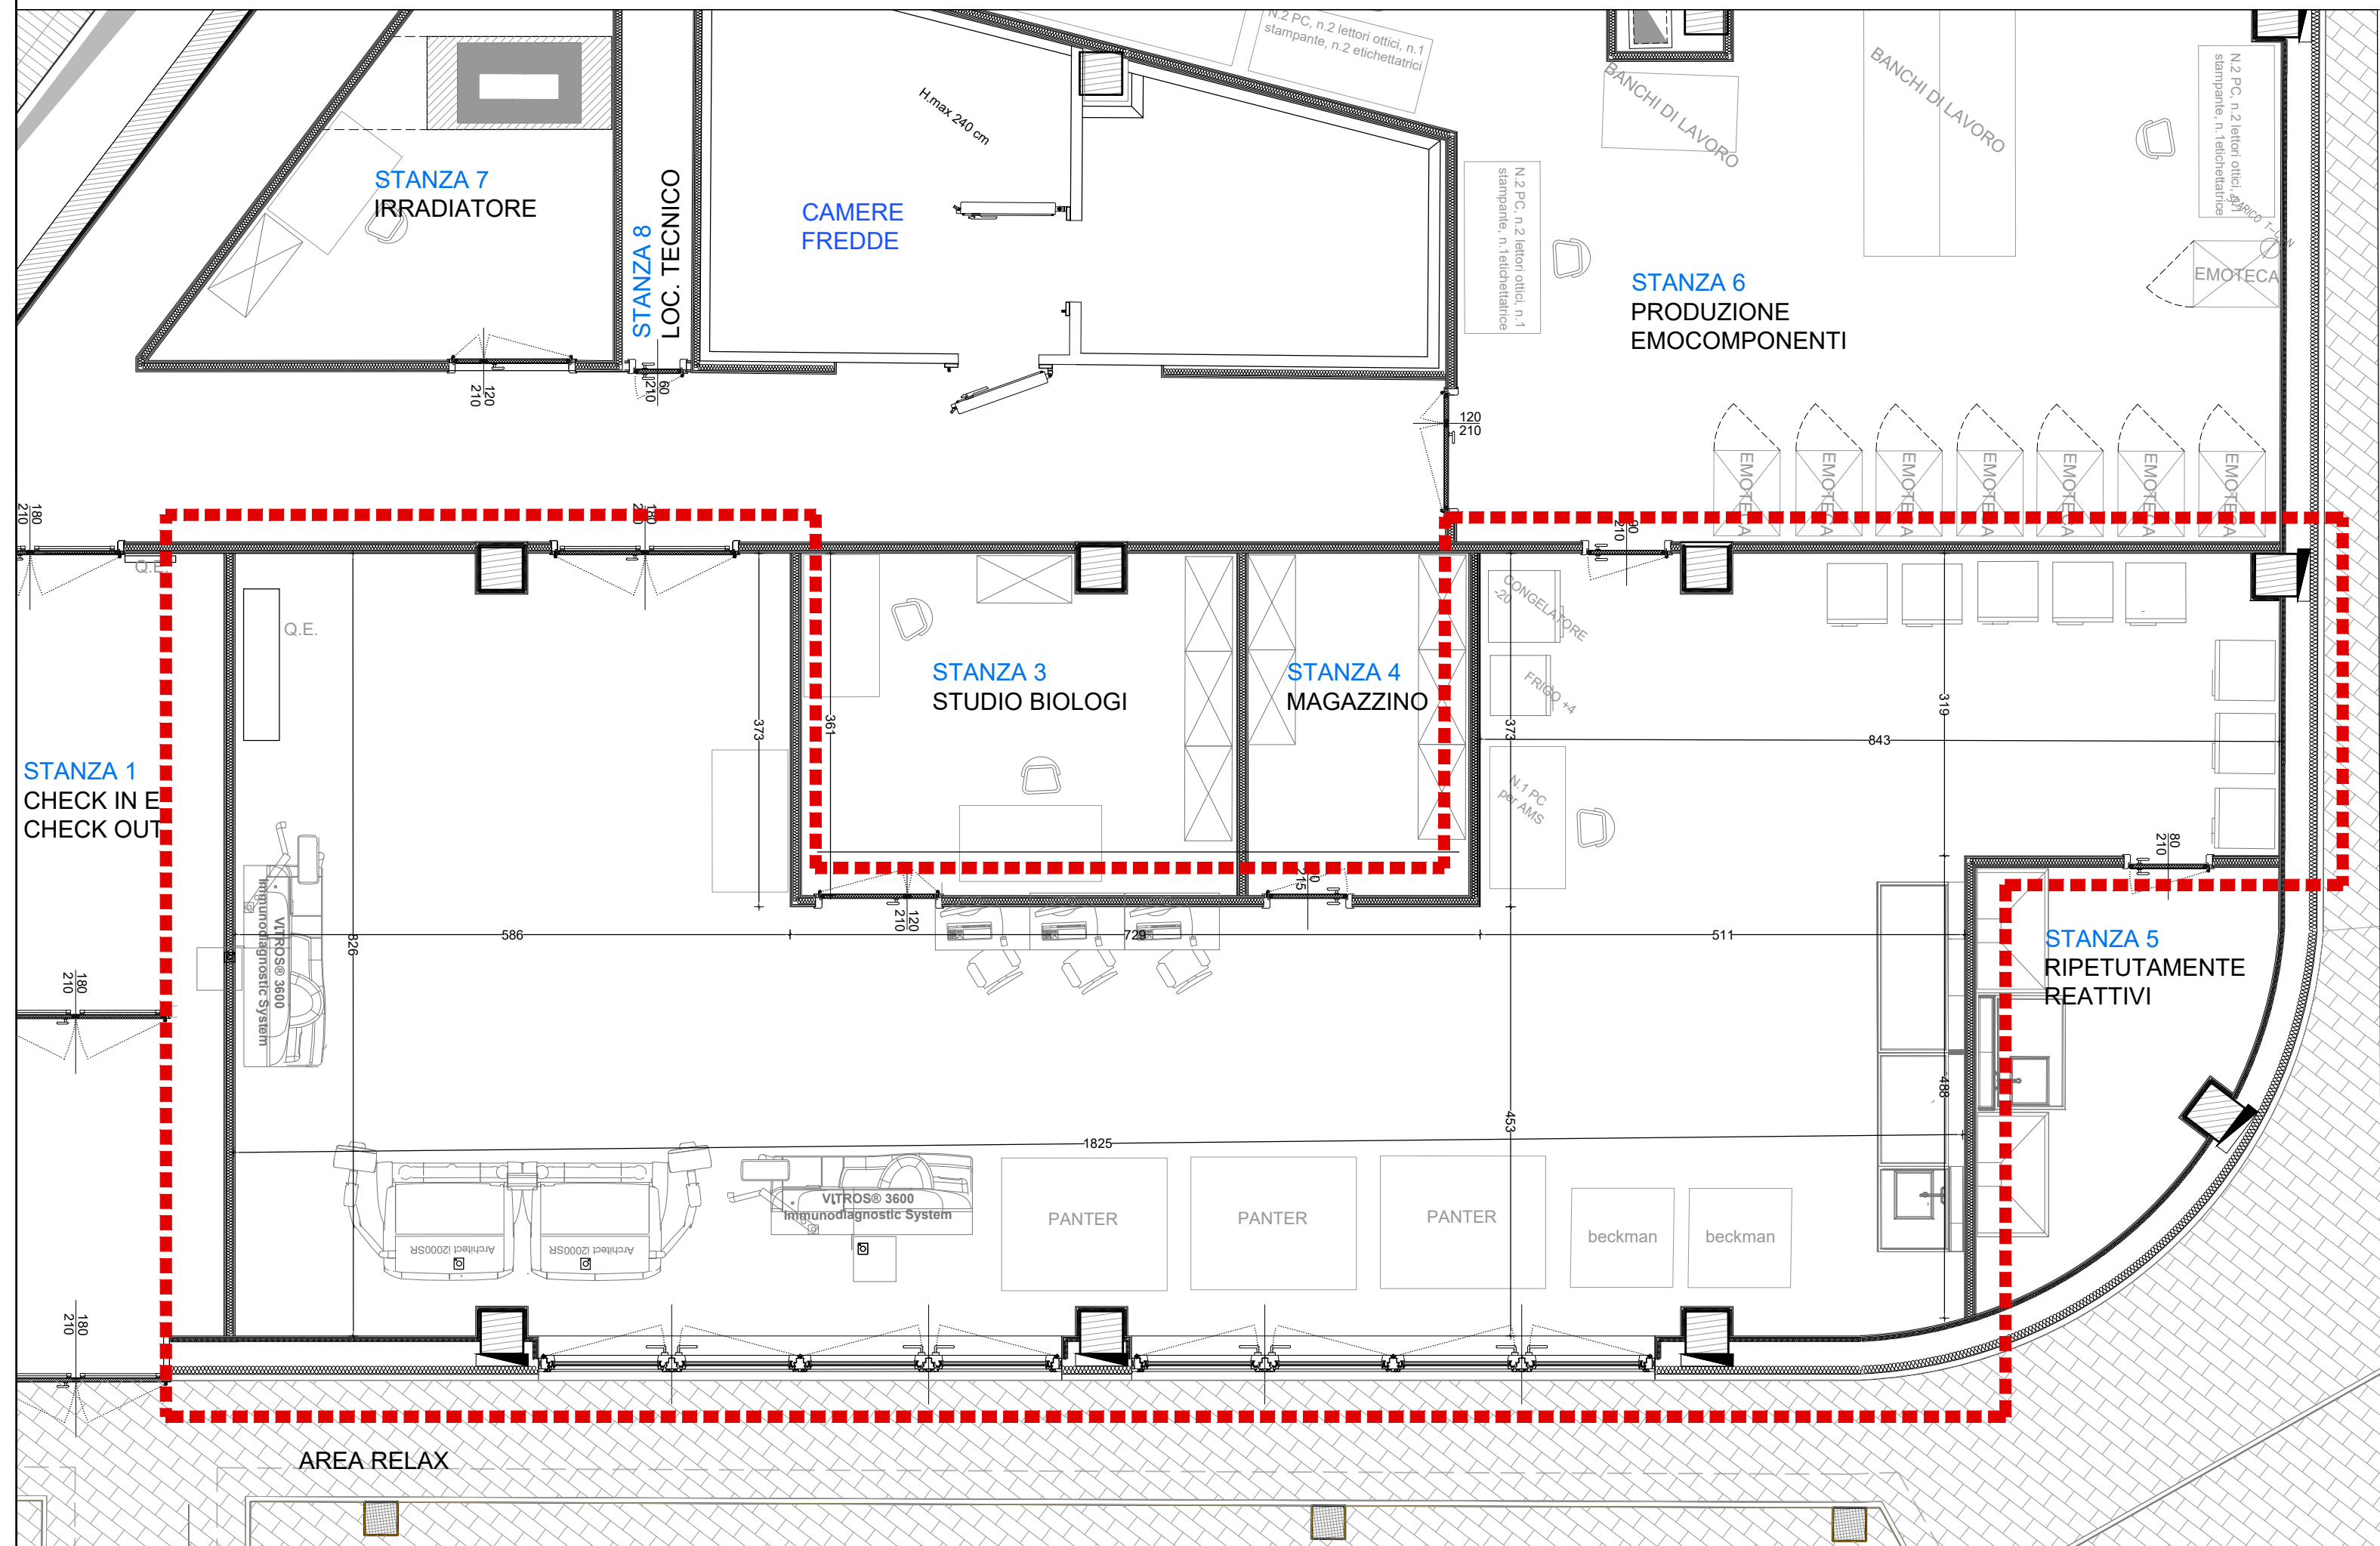 N.2 PC, n.2 lettori ottici, n.1
stampante, n.2 etichettatrici
H.max 240 cm
BANCHI DI LAVORO
BANCHI DI LAVORO
N.2 PC, n.2 lettori ottici, n.1
stampante, n.1etichettatrice
N.2 PC, n.2 lettori ottici, n.1
stampante, n.1etichettatrice
EMOTECA
STANZA 7
IRRADIATORE
STANZA 8
LOC. TECNICO
CAMERE
FREDDE
STANZA 6
PRODUZIONE
EMOCOMPONENTI
120
210
60
210
120
210
EMOTECA
EMOTECA
EMOTECA
EMOTECA
EMOTECA
EMOTECA
EMOTECA
180
210
180
210
90
210
Q.E.
Q.E.
CONGELATORE
-20
FRIGO +4
STANZA 3
STUDIO BIOLOGI
STANZA 4
MAGAZZINO
373
361
373
319
843
STANZA 1
CHECK IN E
CHECK OUT
N.1 PC
per AMS
80
210
VITROS® 3600
Immunodiagnostic System
826
586
120
210
729
215
511
STANZA 5
RIPETUTAMENTE
REATTIVI
180
210
488
453
1825
VITROS® 3600
Immunodiagnostic System
Architect i2000SR
Architect i2000SR
PANTER
PANTER
PANTER
beckman
beckman
180
210
AREA RELAX